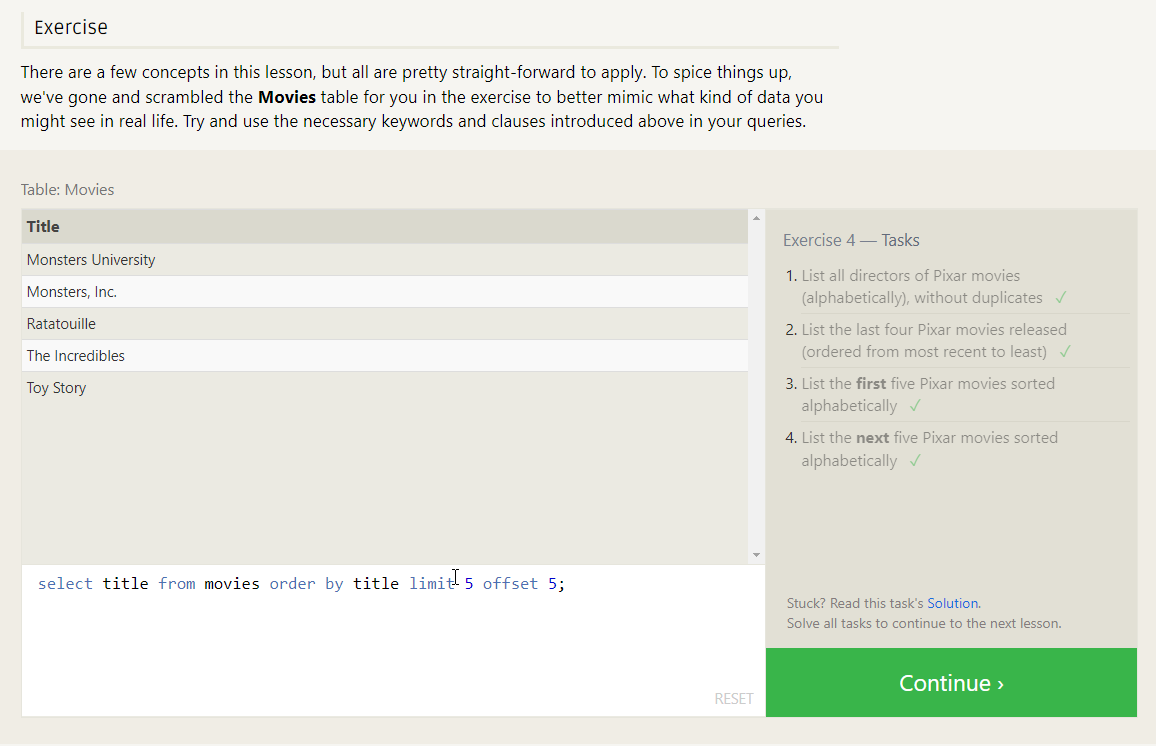 Exercise
There are a few concepts in this lesson, but all are pretty straight-forward to apply. To spice things up,
we've gone and scrambled the Movies table for you in the exercise to better mimic what kind of data you
might see in real life. Try and use the necessary keywords and clauses introduced above in your queries.
Table: Movies
Title
Monsters University
Monsters, Inc.
Ratatouille
The Incredibles
Toy Story
select title from movies order by title limit 5 offset 5;
RESET
Exercise 4 — Tasks
1. List all directors of Pixar movies
(alphabetically), without duplicates ✓
2. List the last four Pixar movies released
(ordered from most recent to least) ✓
3. List the first five Pixar movies sorted
alphabetically ✓
4. List the next five Pixar movies sorted
alphabetically ✓
Stuck? Read this task's Solution.
Solve all tasks to continue to the next lesson.
Continue ›